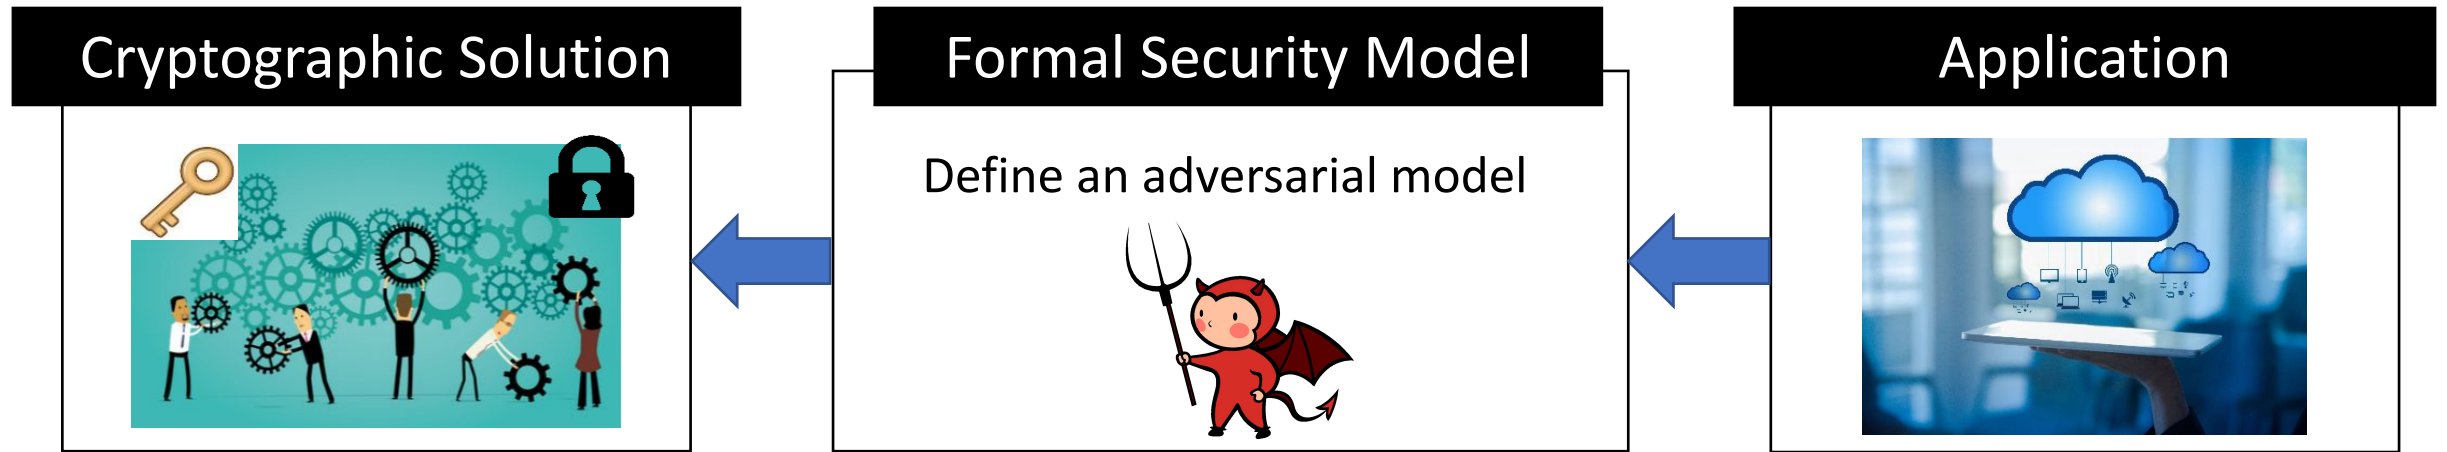 Cryptographic Solution
Formal Security Model
Application
Define an adversarial model